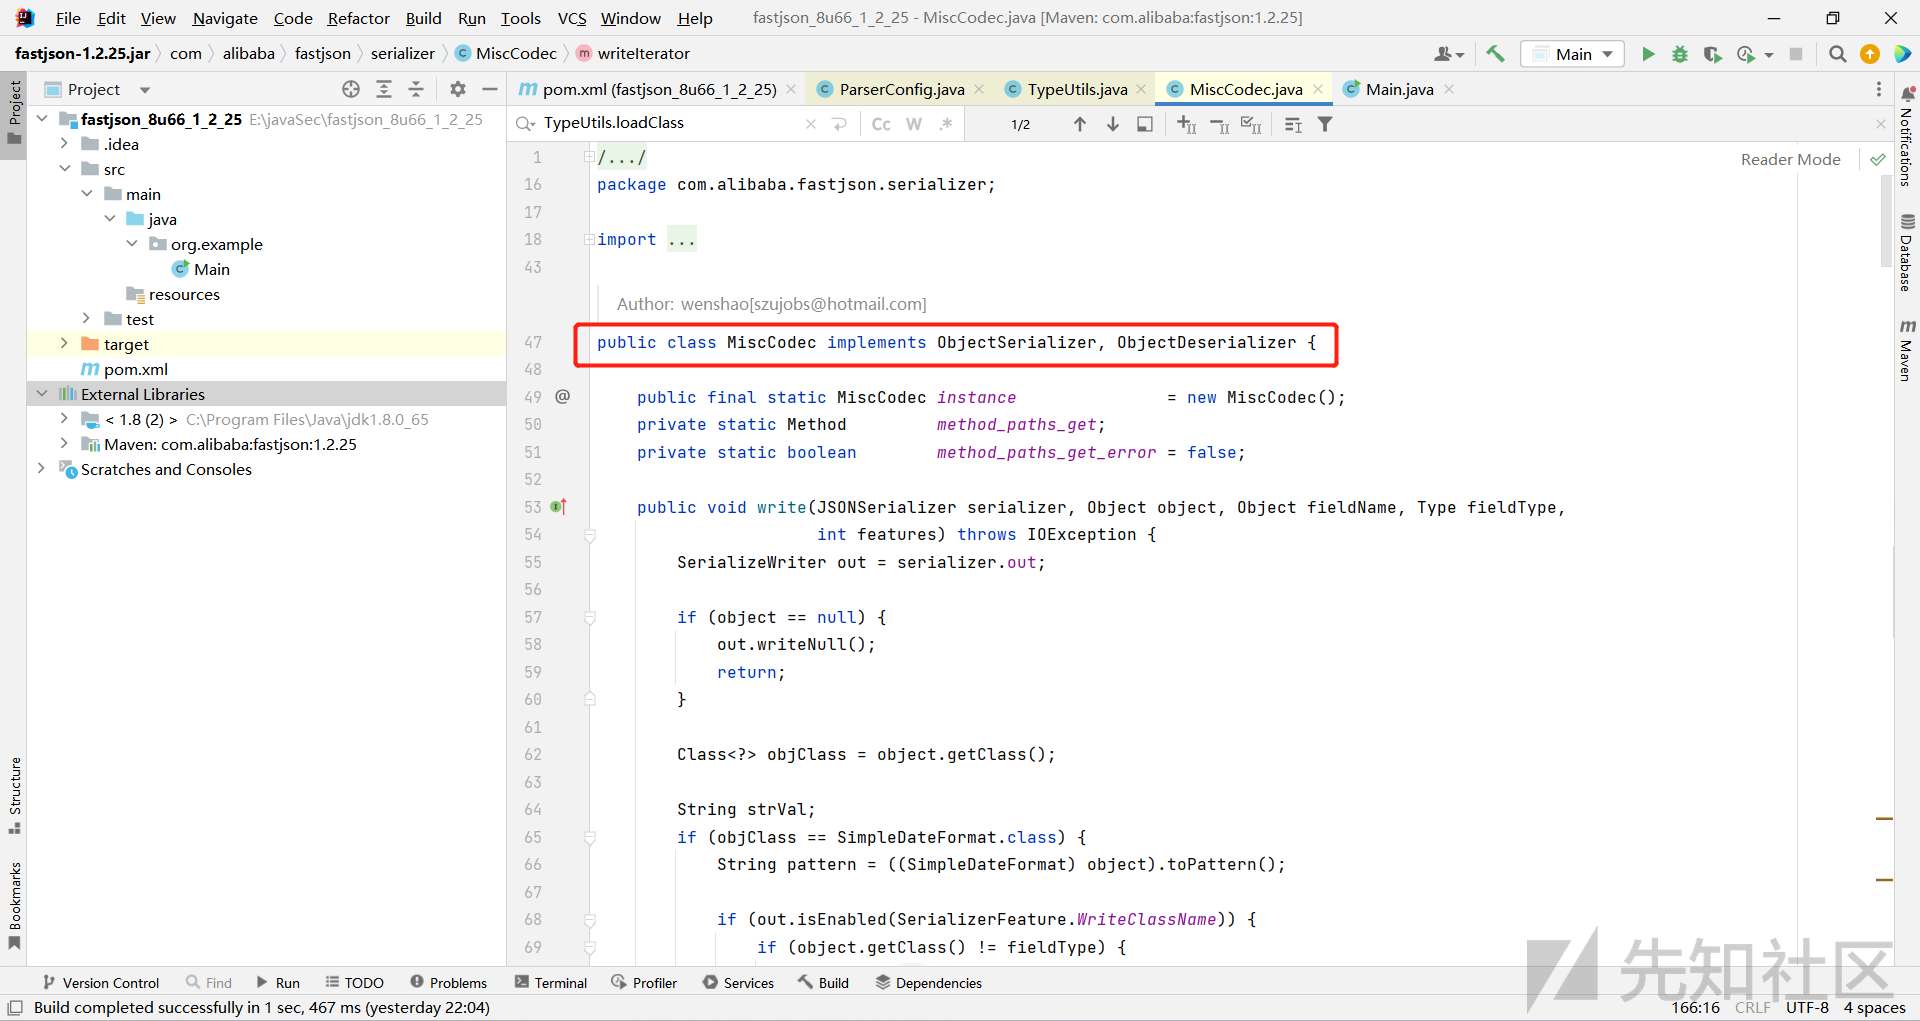 File Edit View Navigate Code Refactor Build Run Tools VCS Window Help fastjson_8u66_1_2_25 - MiscCodec.java [Maven: com.alibaba:fastjson:1.2.25]
fastjson-1.2.25.jar com alibaba fastjson serializer MiscCodec writeIterator Main
Project
pom.xml (fastjson_8u66_1_2_25) ParserConfig.java TypeUtils.java MiscCodec.java Main.java
TypeUtils.loadClass Cc W .* 1/2
Project
Structure
Bookmarks
fastjson_8u66_1_2_25 E:\javaSec\fastjson_8u66_1_2_25
.idea
src
main
java
org.example
Main
resources
test
target
pom.xml
External Libraries
< 1.8 (2) > C:\Program Files\Java\jdk1.8.0_65
Maven: com.alibaba:fastjson:1.2.25
Scratches and Consoles
Reader Mode
1 /.../
16 package com.alibaba.fastjson.serializer;
17
18 import ...
43
Author: wenshao[szujobs@hotmail.com]
47 public class MiscCodec implements ObjectSerializer, ObjectDeserializer {
48
49 @ public final static MiscCodec instance = new MiscCodec();
50 private static Method method_paths_get;
51 private static boolean method_paths_get_error = false;
52
53 public void write(JSONSerializer serializer, Object object, Object fieldName, Type fieldType,
54 int features) throws IOException {
55 SerializeWriter out = serializer.out;
56
57 if (object == null) {
58 out.writeNull();
59 return;
60 }
61
62 Class<?> objClass = object.getClass();
63
64 String strVal;
65 if (objClass == SimpleDateFormat.class) {
66 String pattern = ((SimpleDateFormat) object).toPattern();
67
68 if (out.isEnabled(SerializerFeature.WriteClassName)) {
69 if (object.getClass() != fieldType) {
Notifications
Database
Maven
先知社区
Version Control Find Run TODO Problems Terminal Profiler Services Build Dependencies
Build completed successfully in 1 sec, 467 ms (yesterday 22:04) 166:16 CRLF UTF-8 4 spaces